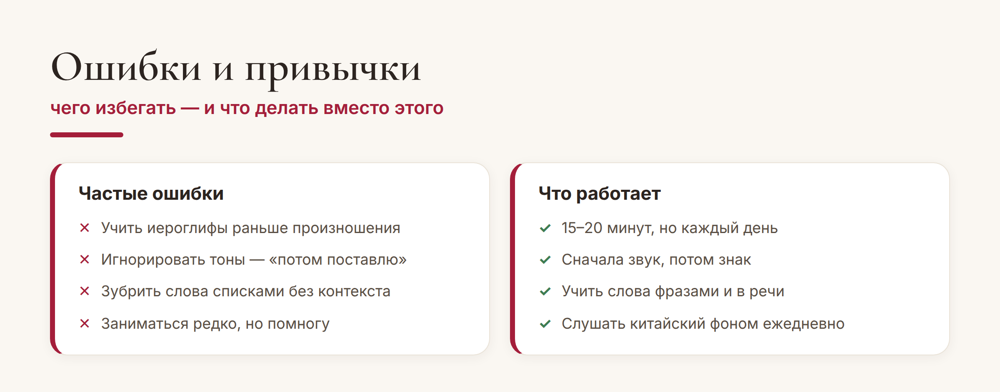 Ошибки и привычки
чего избегать — и что делать вместо этого
Частые ошибки
✕ Учить иероглифы раньше произношения
✕ Игнорировать тоны — «потом поставлю»
✕ Зубрить слова списками без контекста
✕ Заниматься редко, но помногу
Что работает
✓ 15–20 минут, но каждый день
✓ Сначала звук, потом знак
✓ Учить слова фразами и в речи
✓ Слушать китайский фоном ежедневно